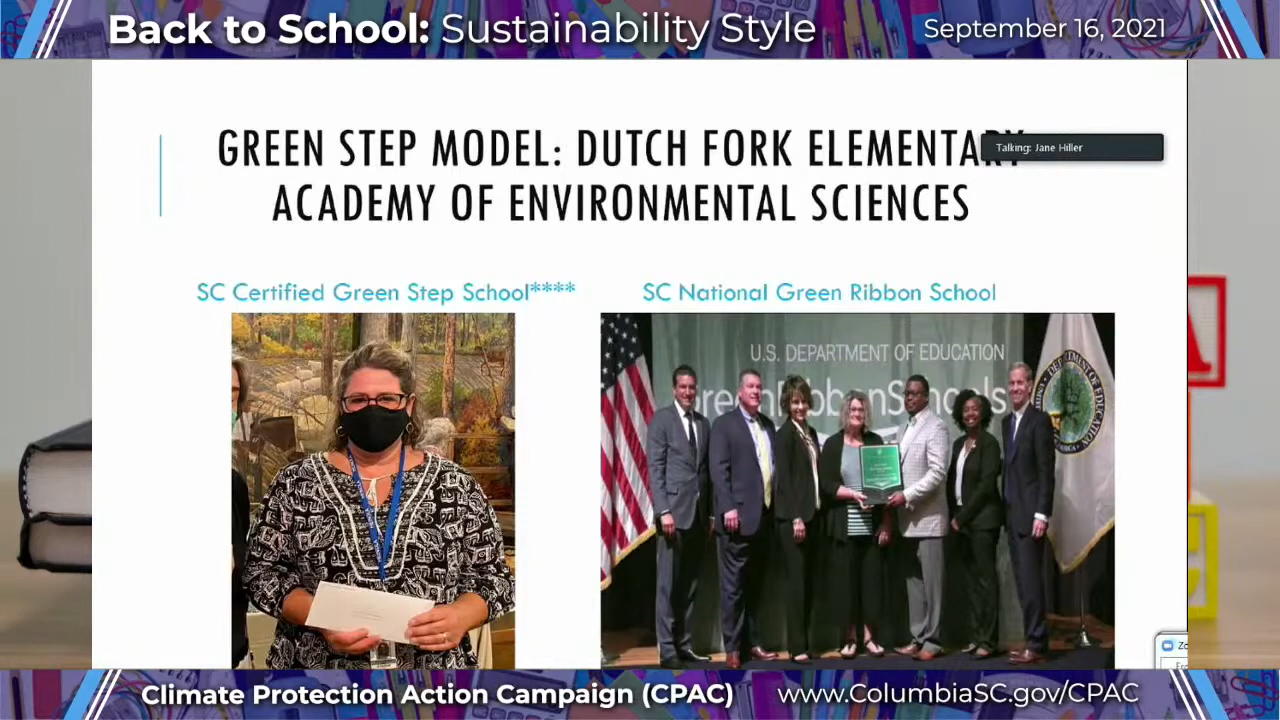 Back to School: Sustainability Style
September 16, 2021
GREEN STEP MODEL: DUTCH FORK ELEMENTARY
Talking: Jane Hiller
ACADEMY OF ENVIRONMENTAL SCIENCES
SC Certified Green Step School****
SC National Green Ribbon School
U.S. DEPARTMENT OF EDUCATION
GreenRibbonSchools
Climate Protection Action Campaign (CPAC)
www.ColumbiaSC.gov/CPAC